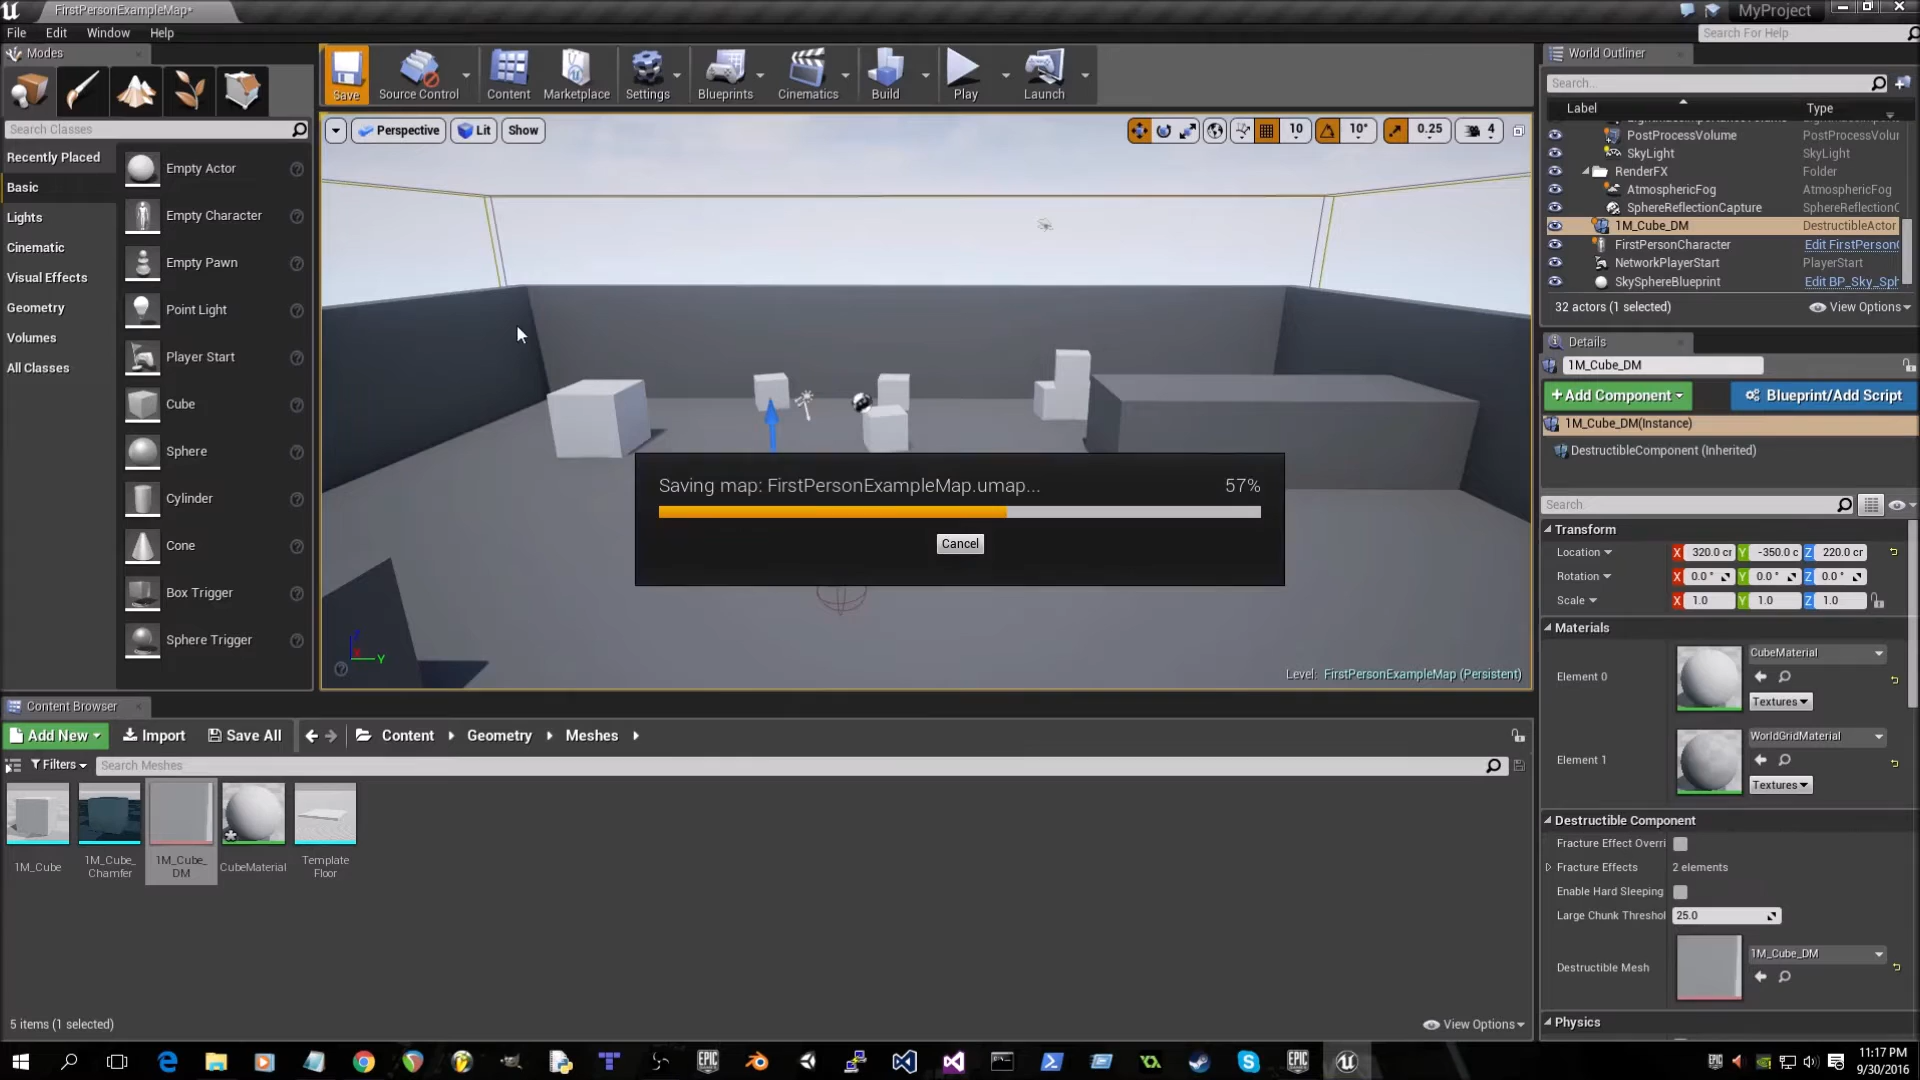 FirstPersonExampleMap*
MyProject
File Edit Window Help
Search For Help
Modes
Search Classes
Recently Placed
Basic
Lights
Cinematic
Visual Effects
Geometry
Volumes
All Classes
Empty Actor
Empty Character
Empty Pawn
Point Light
Player Start
Cube
Sphere
Cylinder
Cone
Box Trigger
Sphere Trigger
Save
Source Control
Content
Marketplace
Settings
Blueprints
Cinematics
Build
Play
Launch
Perspective
Lit
Show
10
10°
0.25
4
Saving map: FirstPersonExampleMap.umap... 57%
Cancel
Y
Level: FirstPersonExampleMap (Persistent)
World Outliner
Search..
Label Type
PostProcessVolume PostProcessVolur
SkyLight SkyLight
RenderFX Folder
AtmosphericFog AtmosphericFog
SphereReflectionCapture SphereReflectionC
1M_Cube_DM DestructibleActor
FirstPersonCharacter Edit FirstPersonC
NetworkPlayerStart PlayerStart
SkySphereBlueprint Edit BP_Sky_Sph
32 actors (1 selected) View Options
Details
1M_Cube_DM
Add Component
Blueprint/Add Script
1M_Cube_DM(Instance)
DestructibleComponent (Inherited)
Search
Transform
Location X 320.0 cr Y -350.0 c Z 220.0 cr
Rotation X 0.0 ° Y 0.0 ° Z 0.0 °
Scale X 1.0 Y 1.0 Z 1.0
Materials
Element 0
CubeMaterial
Textures
Element 1
WorldGridMaterial
Textures
Destructible Component
Fracture Effect Overri
Fracture Effects 2 elements
Enable Hard Sleeping
Large Chunk Threshol 25.0
Destructible Mesh
1M_Cube_DM
Physics
Content Browser
Add New Import Save All Content Geometry Meshes
Filters
Search Meshes
1M_Cube
1M_Cube_
Chamfer
1M_Cube_
DM
CubeMaterial
Template
Floor
5 items (1 selected)
View Options
EPIC
GAMES
EPIC
GAMES
11:17 PM
9/30/2016